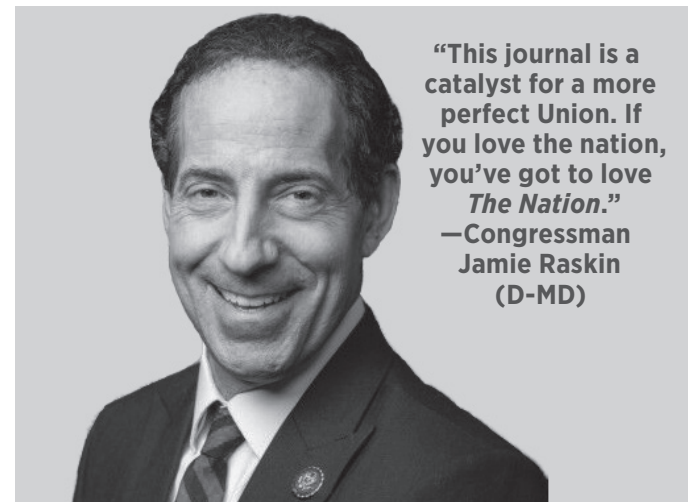 “This journal is a
catalyst for a more
perfect Union. If
you love the nation,
you’ve got to love
The Nation.”
—Congressman
Jamie Raskin
(D-MD)